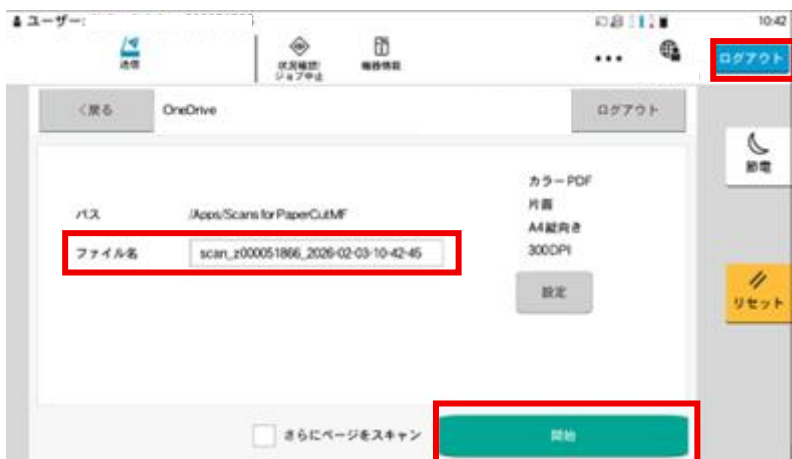 ユーザー:
10:42
送信
状況確認/
ジョブ中止
機器情報
...
ログアウト
<戻る
OneDrive
ログアウト
節電
カラーPDF
片面
A4縦向き
300DPI
パス
/Apps/Scans for PaperCutMF
ファイル名
scan_z000051866_2026-02-03-10-42-45
設定
リセット
さらにページをスキャン
開始